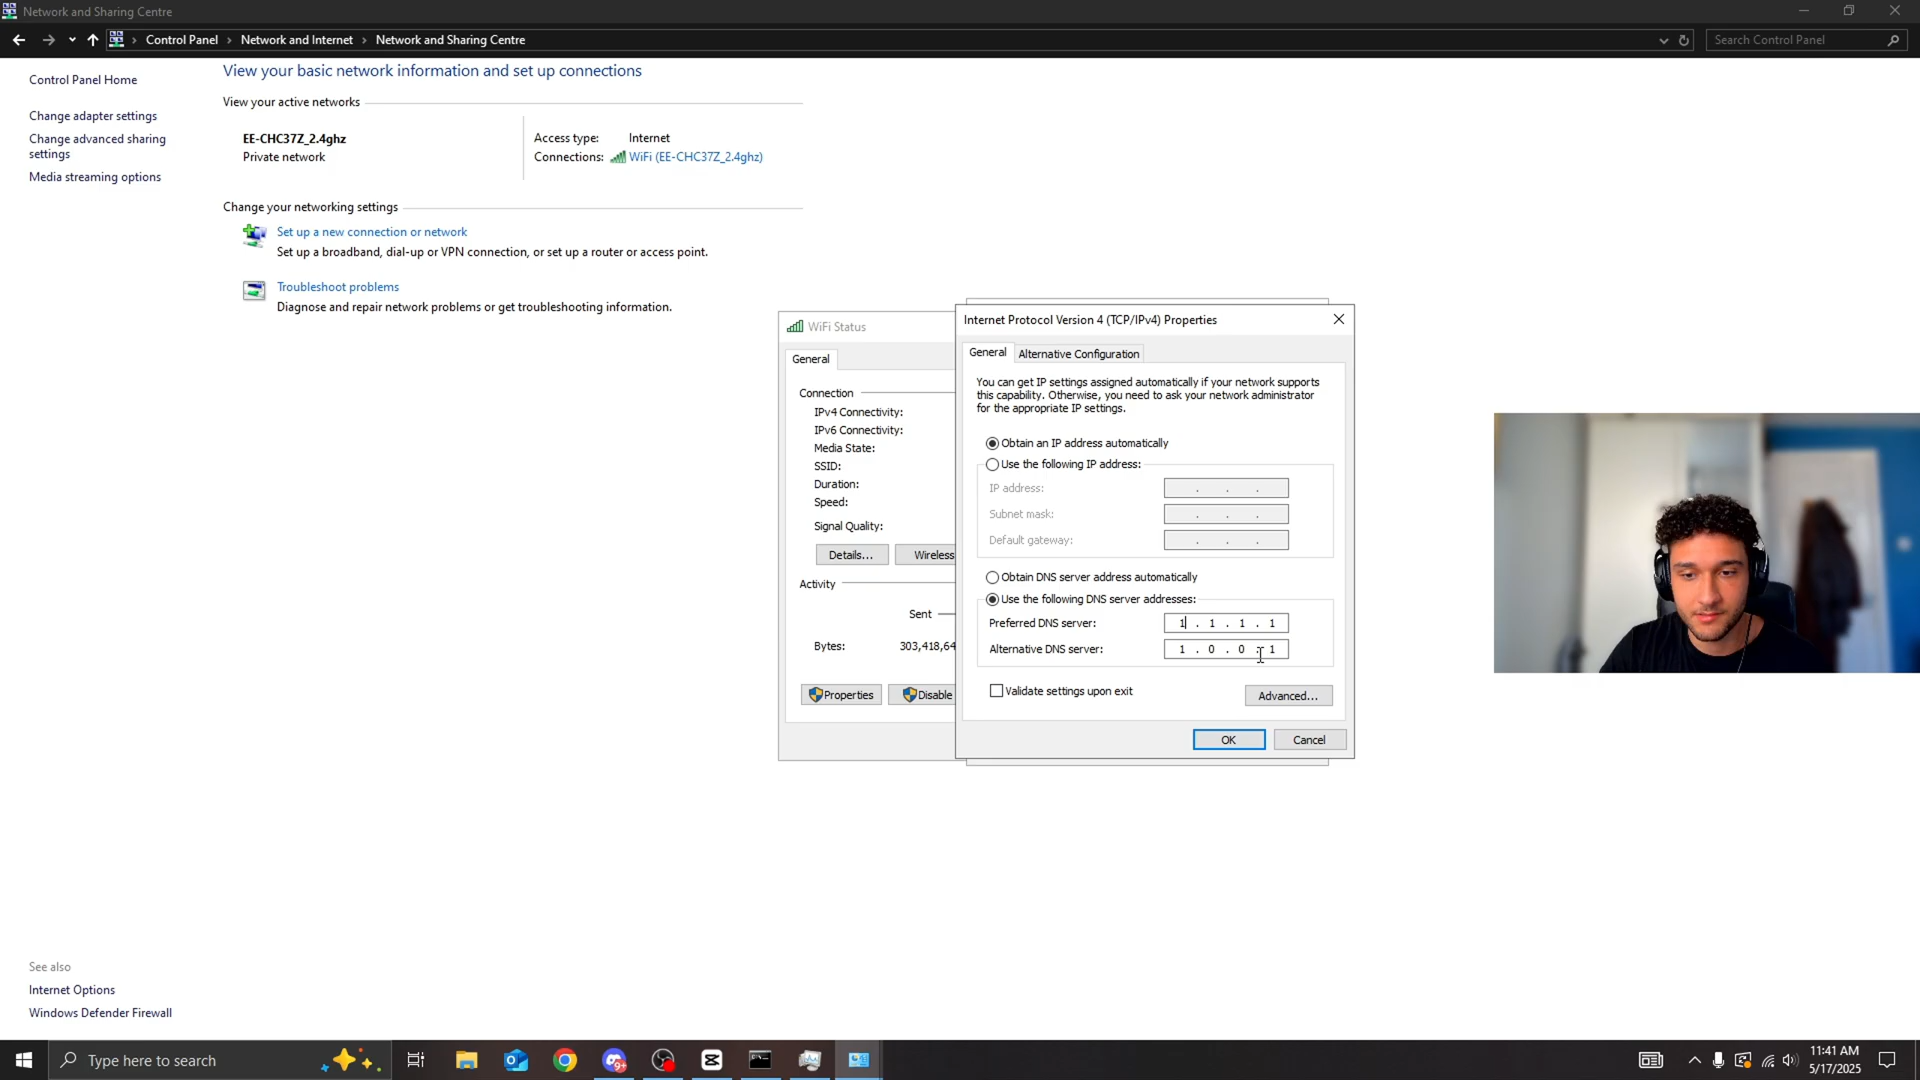 Network and Sharing Centre
Control Panel > Network and Internet > Network and Sharing Centre
Search Control Panel
Control Panel Home
Change adapter settings
Change advanced sharing
settings
Media streaming options
View your basic network information and set up connections
View your active networks
EE-CHC37Z_2.4ghz
Private network
Access type: Internet
Connections: WiFi (EE-CHC37Z_2.4ghz)
Change your networking settings
Set up a new connection or network
Set up a broadband, dial-up or VPN connection, or set up a router or access point.
Troubleshoot problems
Diagnose and repair network problems or get troubleshooting information.
WiFi Status
General
Connection
IPv4 Connectivity:
IPv6 Connectivity:
Media State:
SSID:
Duration:
Speed:
Signal Quality:
Details...
Wireless
Activity
Sent
Bytes: 303,418,64
Properties
Disable
Internet Protocol Version 4 (TCP/IPv4) Properties
General
Alternative Configuration
You can get IP settings assigned automatically if your network supports
this capability. Otherwise, you need to ask your network administrator
for the appropriate IP settings.
Obtain an IP address automatically
Use the following IP address:
IP address: . . .
Subnet mask: . . .
Default gateway: . . .
Obtain DNS server address automatically
Use the following DNS server addresses:
Preferred DNS server: 1 . 1 . 1 . 1
Alternative DNS server: 1 . 0 . 0 . 1
Validate settings upon exit
Advanced...
OK
Cancel
See also
Internet Options
Windows Defender Firewall
Type here to search
9+
11:41 AM
5/17/2025